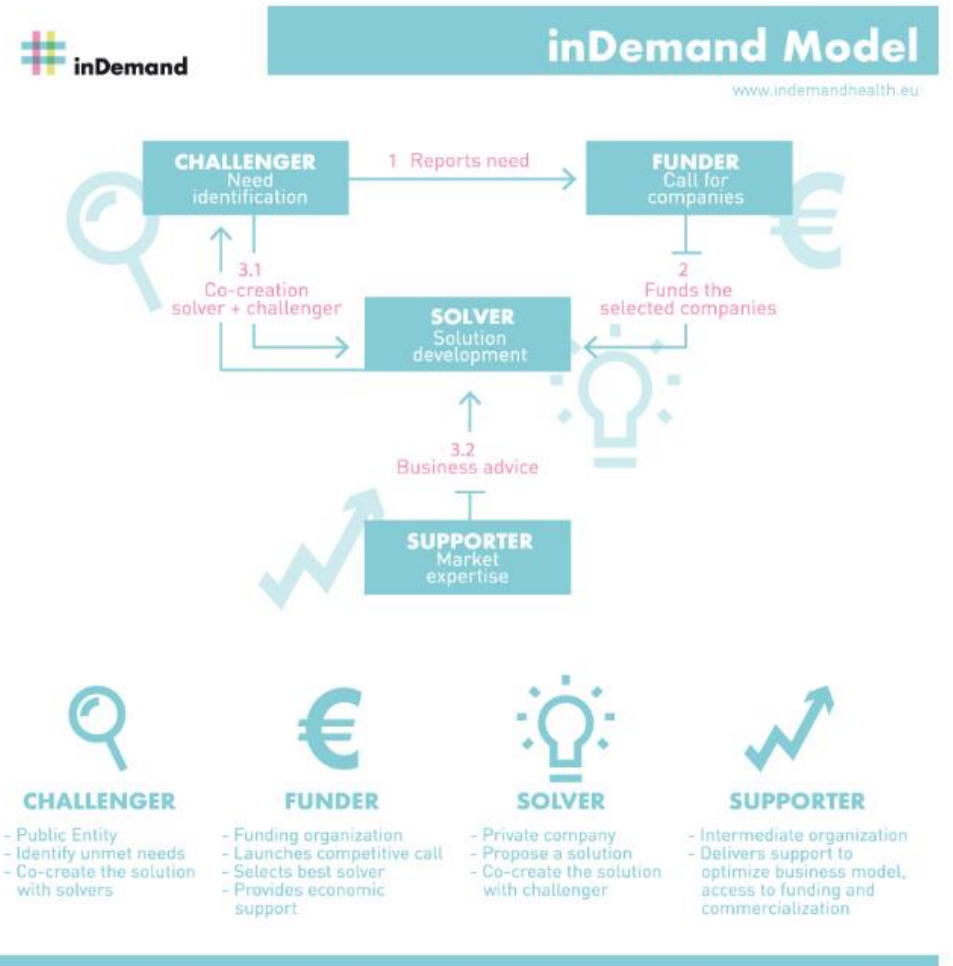 inDemand
inDemand Model
www.indemandhealth.eu
CHALLENGER
Need
identification
1 Reports need
FUNDER
Call for
companies
3.1
Co-creation
solver + challenger
2
Funds the
selected companies
SOLVER
Solution
development
3.2
Business advice
SUPPORTER
Market
expertise
CHALLENGER
- Public Entity
- Identify unmet needs
- Co-create the solution
with solvers
FUNDER
- Funding organization
- Launches competitive call
- Selects best solver
- Provides economic
support
SOLVER
- Private company
- Propose a solution
- Co-create the solution
with challenger
SUPPORTER
- Intermediate organization
- Delivers support to
optimize business model,
access to funding and
commercialization